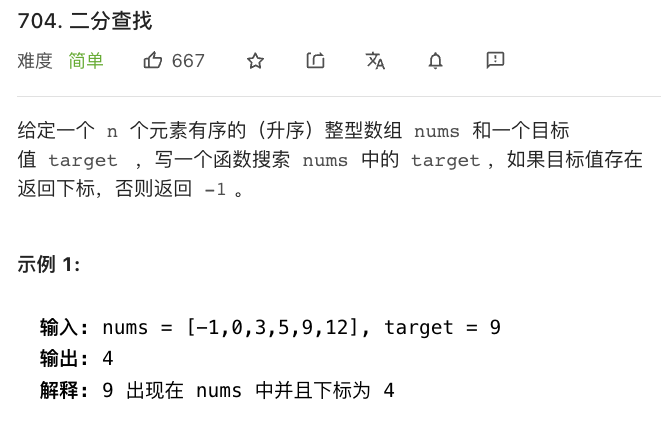 704. 二分查找
难度 简单 667
给定一个 n 个元素有序的（升序）整型数组 nums 和一个目标
值 target ，写一个函数搜索 nums 中的 target，如果目标值存在
返回下标，否则返回 -1 。
示例 1:
输入: nums = [-1,0,3,5,9,12], target = 9
输出: 4
解释: 9 出现在 nums 中并且下标为 4